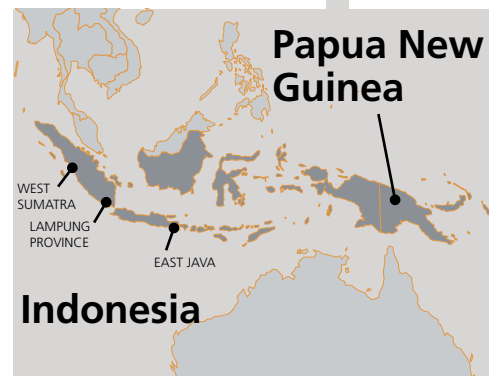 Papua New
Guinea
WEST
SUMATRA
LAMPUNG
PROVINCE
EAST JAVA
Indonesia